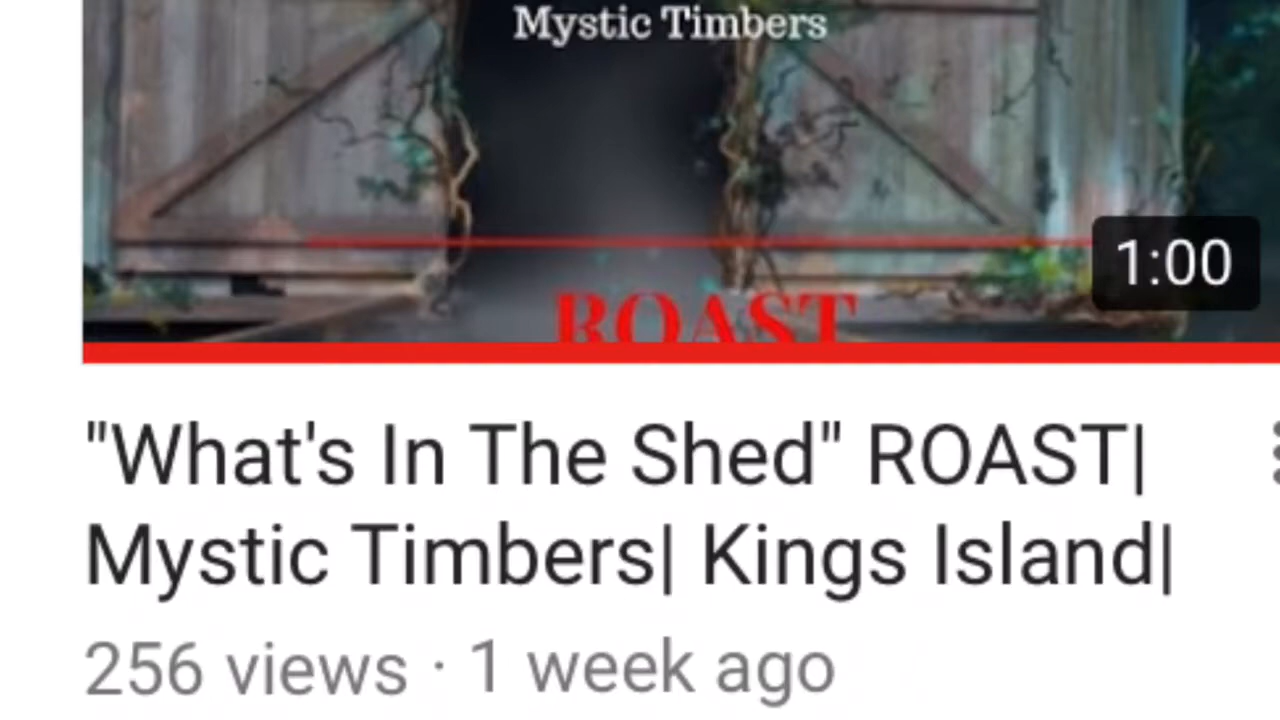 Mystic Timbers
1:00
ROAST
"What's In The Shed" ROAST|
Mystic Timbers| Kings Island|
256 views · 1 week ago